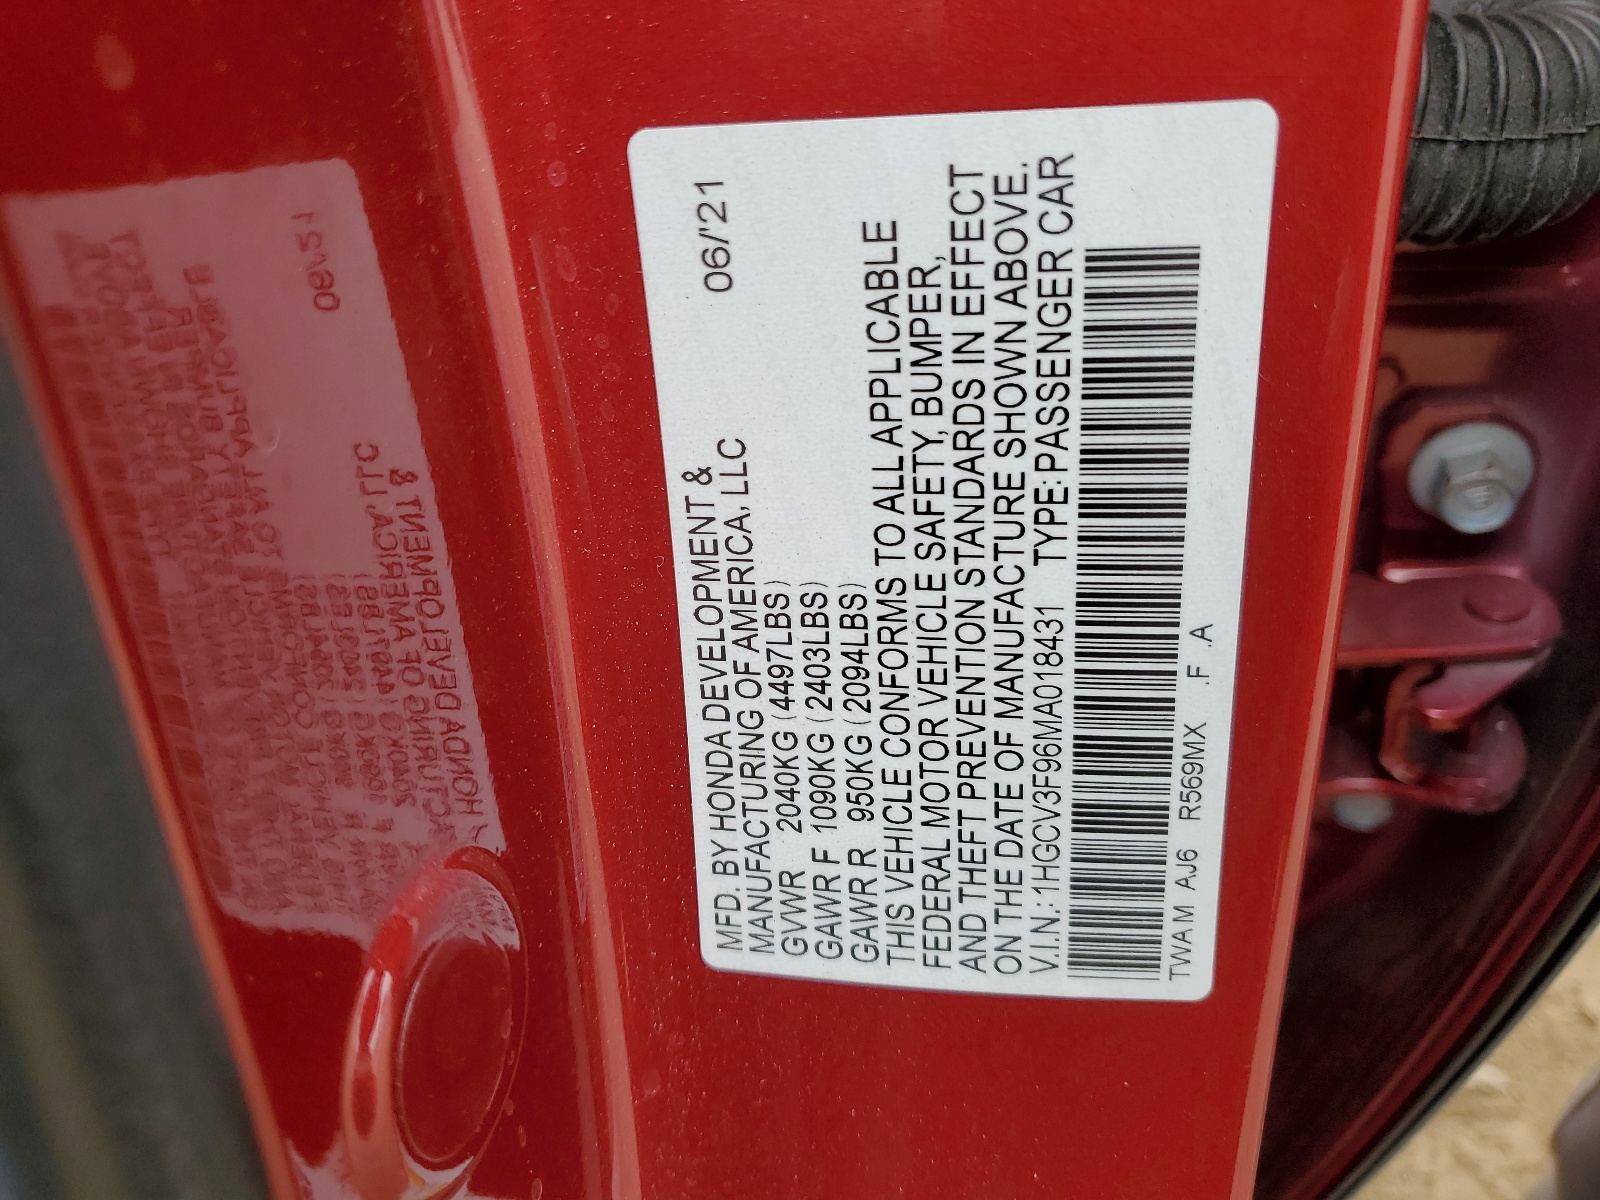 MFD. BY HONDA DEVELOPMENT & 06/'21
MANUFACTURING OF AMERICA, LLC
GVWR 2040KG (4497LBS)
GAWR F 1090KG (2403LBS)
GAWR R 950KG (2094LBS)
THIS VEHICLE CONFORMS TO ALL APPLICABLE
FEDERAL MOTOR VEHICLE SAFETY, BUMPER,
AND THEFT PREVENTION STANDARDS IN EFFECT
ON THE DATE OF MANUFACTURE SHOWN ABOVE.
V.I.N.: 1HGCV3F96MA018431 TYPE: PASSENGER CAR
TWAM AJ6 R569MX .F .A